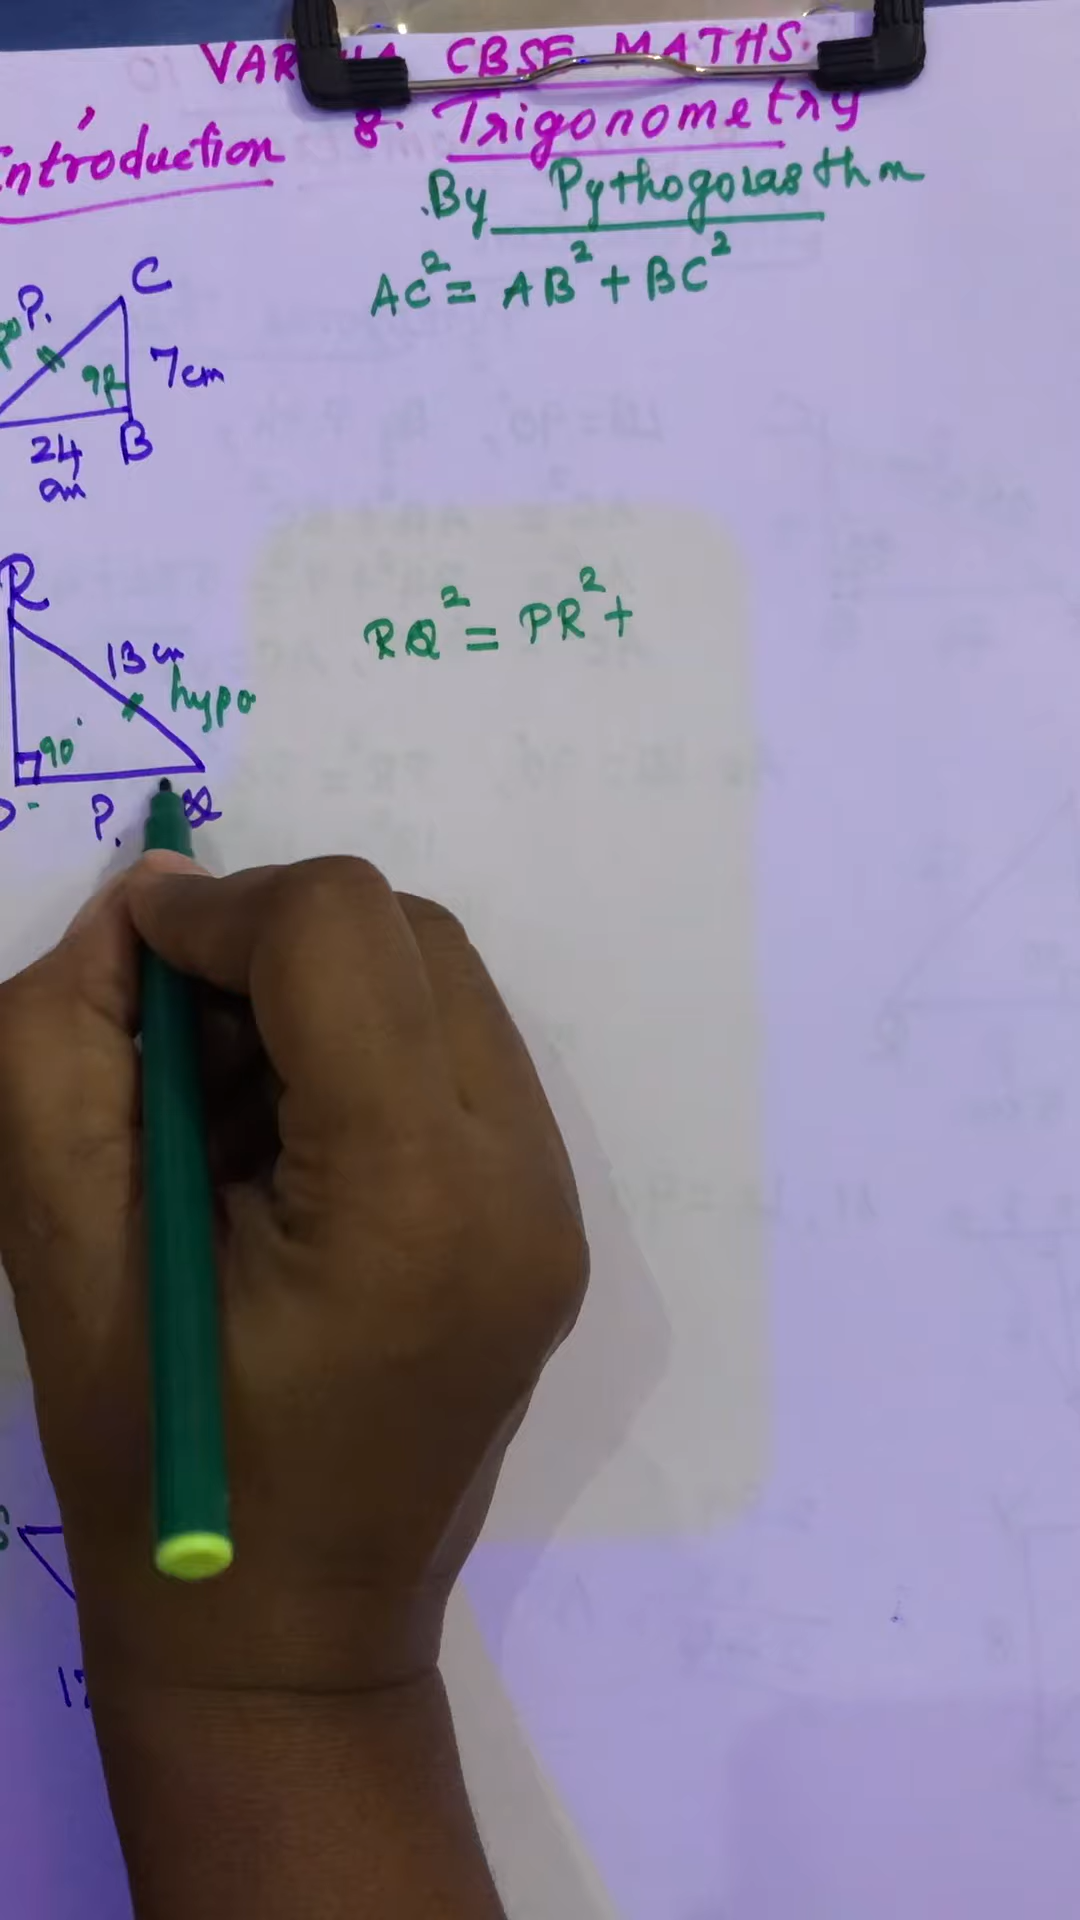 CBSE MATHS.
Introduction 8. Trigonometry
By Pythogoras thm
AC² = AB² + BC²
C
P.
7cm
24 B
cm
R
RQ² = PR² +
13 cm
hypo
90°
P. Q
S
17